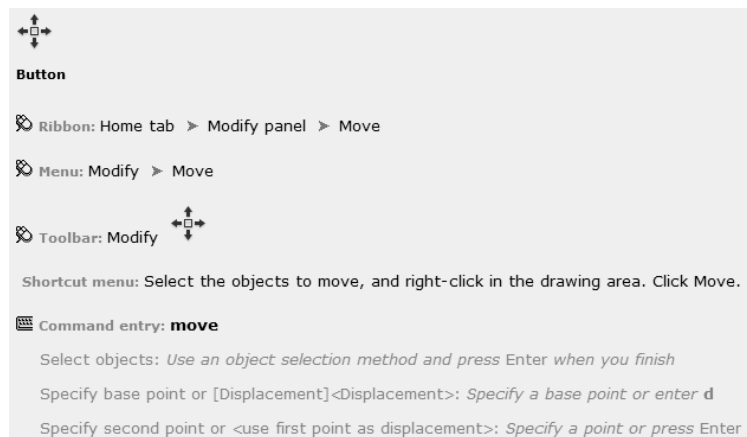 Button
Ribbon: Home tab ➤ Modify panel ➤ Move
Menu: Modify ➤ Move
Toolbar: Modify
Shortcut menu: Select the objects to move, and right-click in the drawing area. Click Move.
Command entry: move
Select objects: Use an object selection method and press Enter when you finish
Specify base point or [Displacement]<Displacement>: Specify a base point or enter d
Specify second point or <use first point as displacement>: Specify a point or press Enter